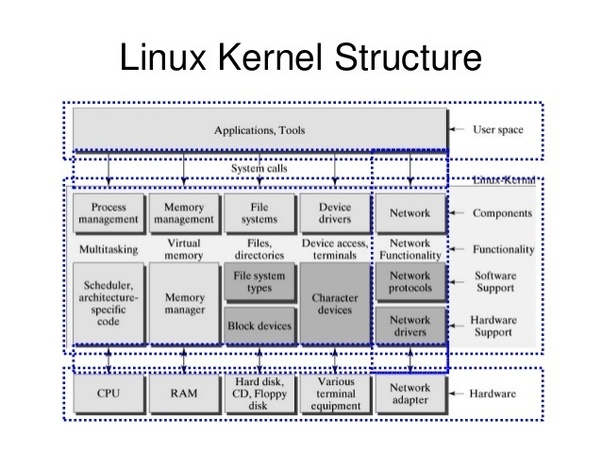 Linux Kernel Structure
Applications, Tools
User space
System calls
Linux-Kernal
Process
management
Memory
management
File
systems
Device
drivers
Network
Components
Multitasking
Virtual
memory
Files,
directories
Device access,
terminals
Network
Functionality
Functionality
Scheduler,
architecture-
specific
code
Memory
manager
File system
types
Block devices
Character
devices
Network
protocols
Network
drivers
Software
Support
Hardware
Support
CPU
RAM
Hard disk,
CD, Floppy
disk
Various
terminal
equipment
Network
adapter
Hardware